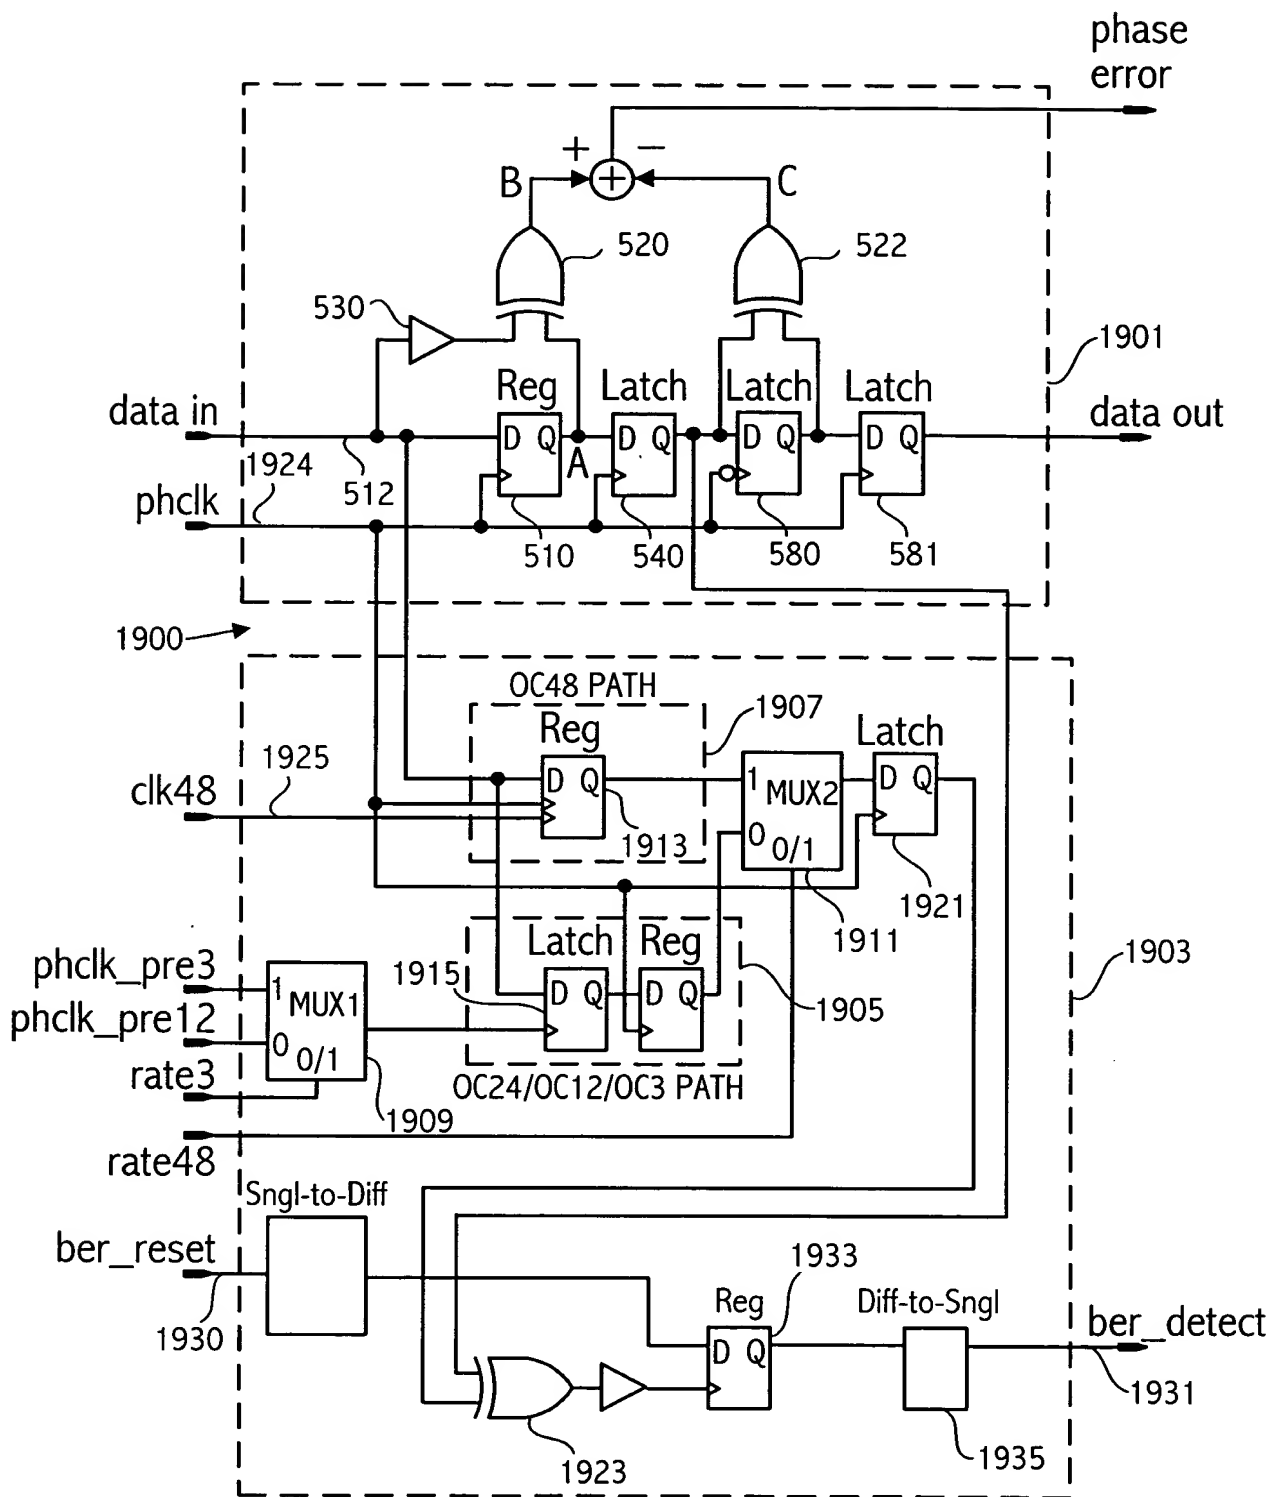 phase
error
+ −
B + C
520 522
530
1901
Reg Latch Latch Latch
data in D Q D Q D Q D Q data out
A
1924
512
phclk
510 540 580 581
1900
OC48 PATH
1907
Reg Latch
1925
clk48
D Q 1 MUX2 D Q
0 0/1
1913
1921
1911
Latch Reg
1903
phclk_pre3 1 MUX1
1915 D Q D Q
1905
phclk_pre12 0 0/1
rate3
OC24/OC12/OC3 PATH
1909
rate48
Sngl-to-Diff
ber_reset
1933
Reg Diff-to-Sngl
1930
D Q
ber_detect
1931
1923
1935